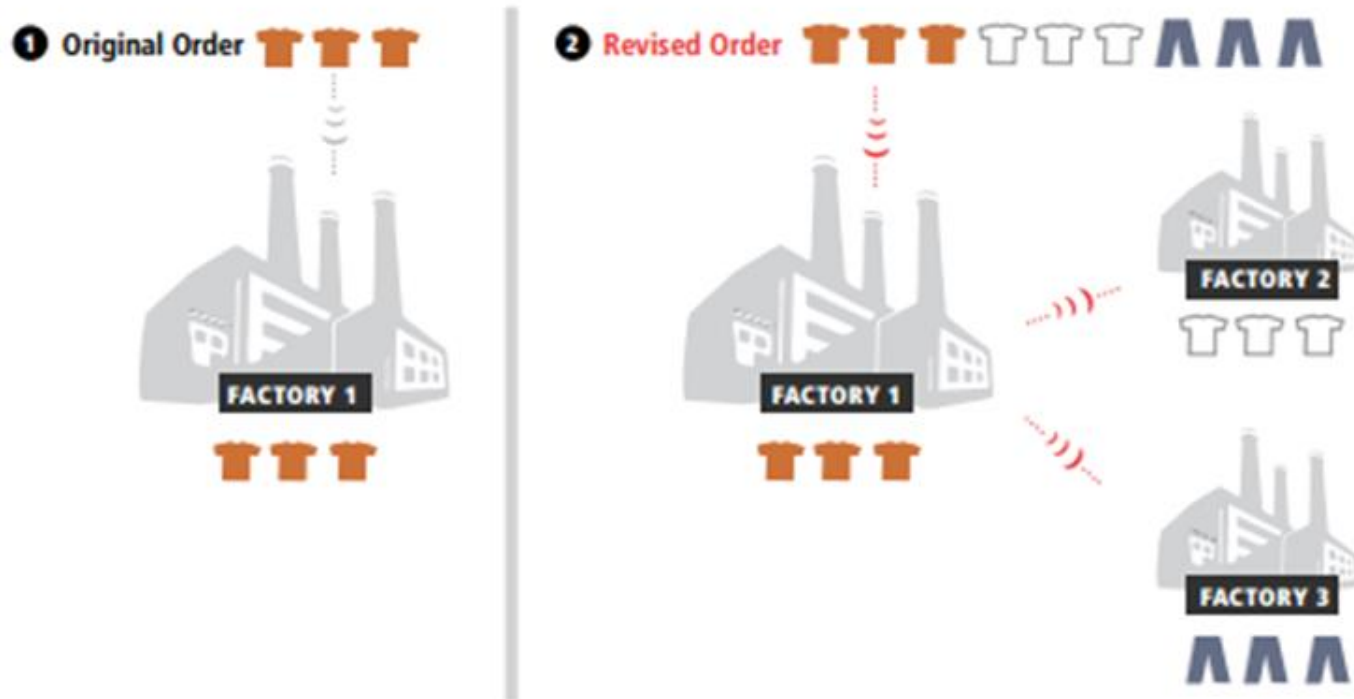 1 Original Order
FACTORY 1
2 Revised Order
FACTORY 1
FACTORY 2
FACTORY 3